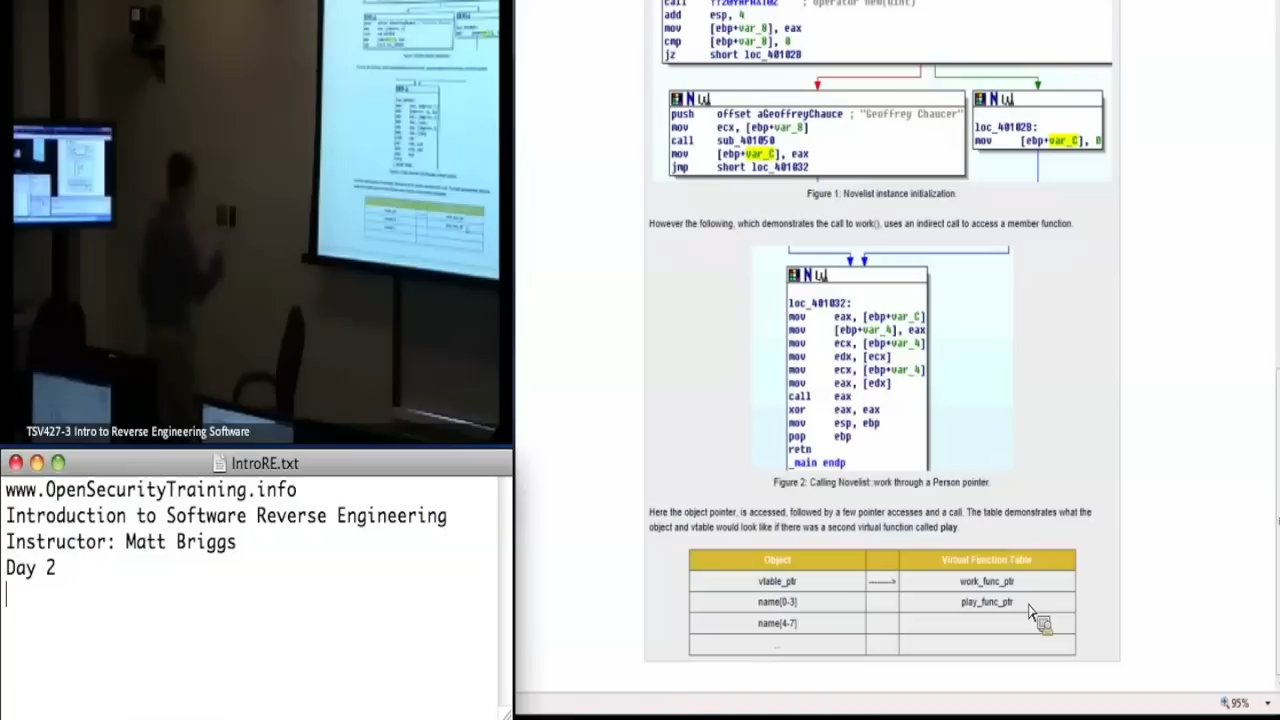 call ??2@YAPAXI@Z ; operator new(uint)
add esp, 4
mov [ebp+var_8], eax
cmp [ebp+var_8], 0
jz short loc_401028
push offset aGeoffreyChauce ; "Geoffrey Chaucer"
mov ecx, [ebp+var_8]
call sub_401050
mov [ebp+var_C], eax
jmp short loc_401032
loc_401028:
mov [ebp+var_C], 0
Figure 1: Novelist instance initialization.
However the following, which demonstrates the call to work(), uses an indirect call to access a member function.
loc_401032:
mov eax, [ebp+var_C]
mov [ebp+var_4], eax
mov ecx, [ebp+var_4]
mov edx, [ecx]
mov ecx, [ebp+var_4]
mov eax, [edx]
call eax
xor eax, eax
mov esp, ebp
pop ebp
retn
_main endp
Figure 2: Calling Novelist::work through a Person pointer.
Here the object pointer, is accessed, followed by a few pointer accesses and a call. The table demonstrates what the
object and vtable would look like if there was a second virtual function called play.
Object Virtual Function Table
vtable_ptr -------> work_func_ptr
name[0-3] play_func_ptr
name[4-7]
...
95%
TSV427-3 Intro to Reverse Engineering Software
IntroRE.txt
www.OpenSecurityTraining.info
Introduction to Software Reverse Engineering
Instructor: Matt Briggs
Day 2